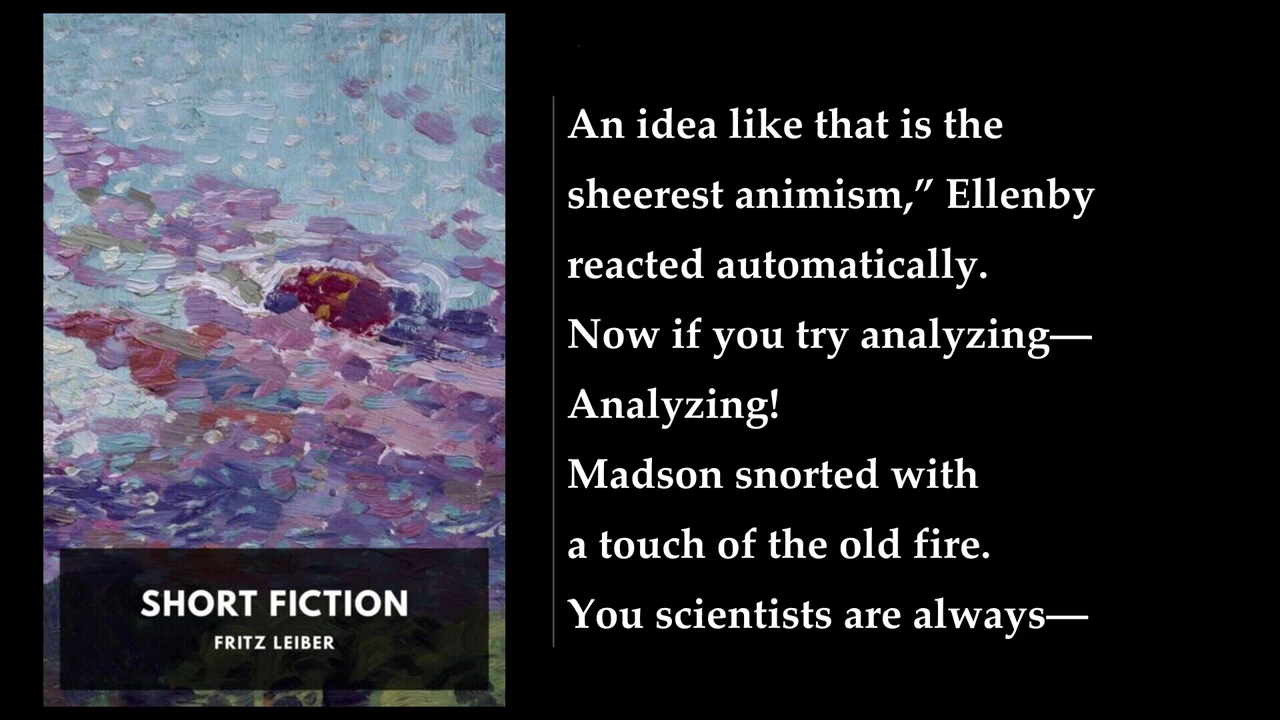 SHORT FICTION
FRITZ LEIBER
An idea like that is the
sheerest animism,” Ellenby
reacted automatically.
Now if you try analyzing—
Analyzing!
Madson snorted with
a touch of the old fire.
You scientists are always—